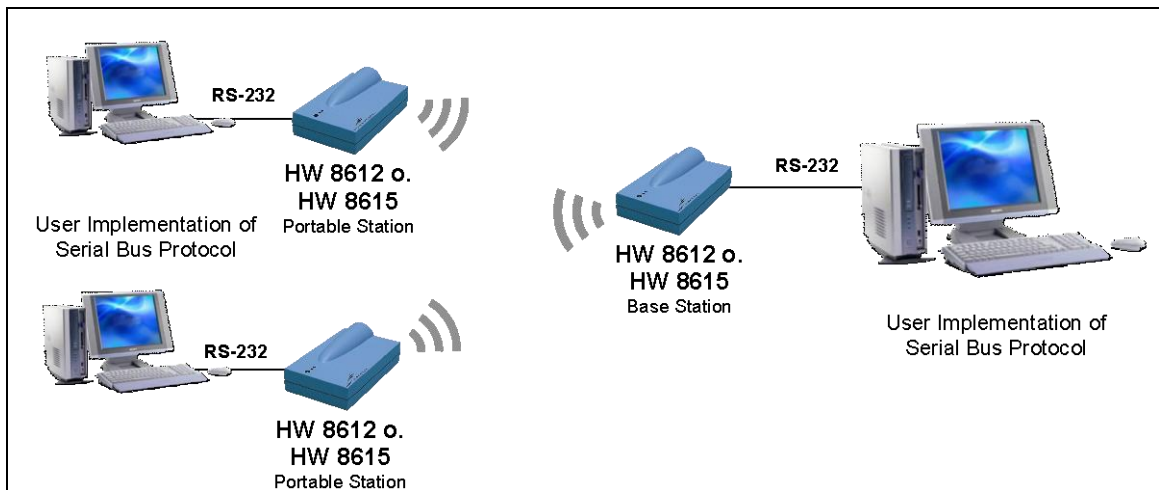 RS-232
HW 8612 o.
HW 8615
Portable Station
User Implementation of
Serial Bus Protocol
RS-232
HW 8612 o.
HW 8615
Portable Station
RS-232
HW 8612 o.
HW 8615
Base Station
User Implementation of
Serial Bus Protocol